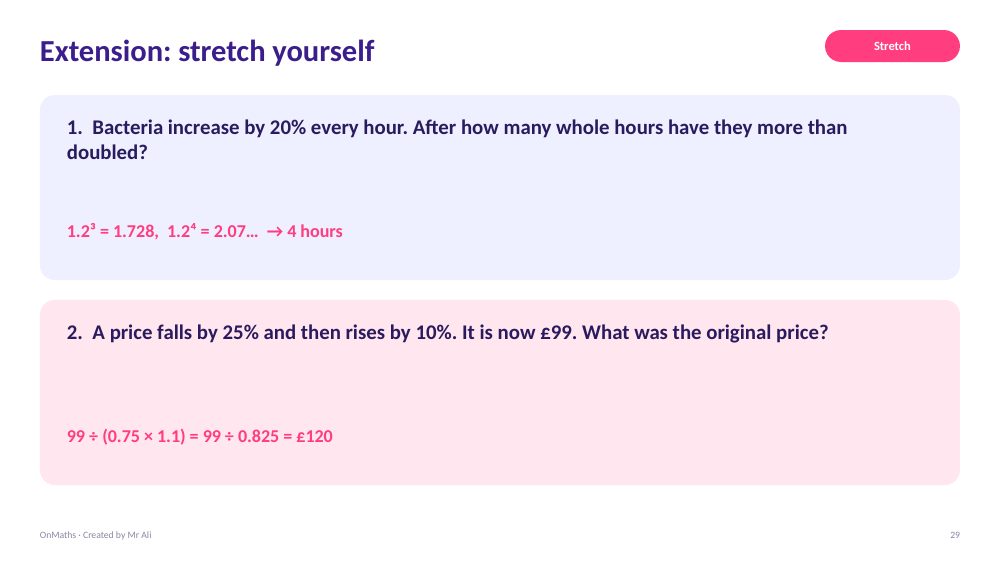 Extension: stretch yourself
Stretch
1. Bacteria increase by 20% every hour. After how many whole hours have they more than
doubled?
1.2³ = 1.728, 1.2⁴ = 2.07… → 4 hours
2. A price falls by 25% and then rises by 10%. It is now £99. What was the original price?
99 ÷ (0.75 × 1.1) = 99 ÷ 0.825 = £120
OnMaths · Created by Mr Ali
29